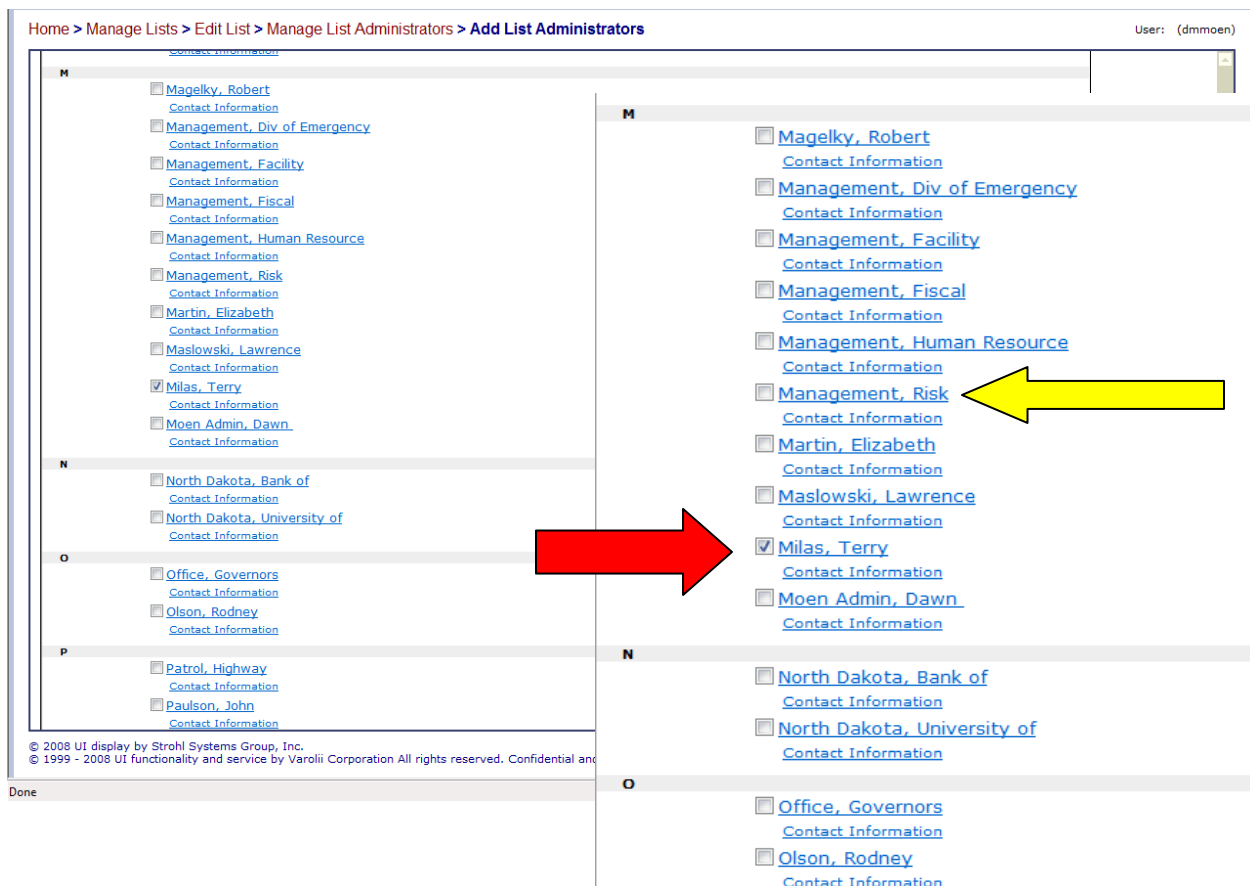 Home > Manage Lists > Edit List > Manage List Administrators > Add List Administrators
User: (dmmoen)
Contact Information
M
Magelky, Robert
Contact Information
Management, Div of Emergency
Contact Information
Management, Facility
Contact Information
Management, Fiscal
Contact Information
Management, Human Resource
Contact Information
Management, Risk
Contact Information
Martin, Elizabeth
Contact Information
Maslowski, Lawrence
Contact Information
Milas, Terry
Contact Information
Moen Admin, Dawn
Contact Information
N
North Dakota, Bank of
Contact Information
North Dakota, University of
Contact Information
O
Office, Governors
Contact Information
Olson, Rodney
Contact Information
P
Patrol, Highway
Contact Information
Paulson, John
Contact Information
© 2008 UI display by Strohl Systems Group, Inc.
© 1999 - 2008 UI functionality and service by Varolii Corporation All rights reserved. Confidential and
Done
M
Magelky, Robert
Contact Information
Management, Div of Emergency
Contact Information
Management, Facility
Contact Information
Management, Fiscal
Contact Information
Management, Human Resource
Contact Information
Management, Risk
Contact Information
Martin, Elizabeth
Contact Information
Maslowski, Lawrence
Contact Information
Milas, Terry
Contact Information
Moen Admin, Dawn
Contact Information
N
North Dakota, Bank of
Contact Information
North Dakota, University of
Contact Information
O
Office, Governors
Contact Information
Olson, Rodney
Contact Information